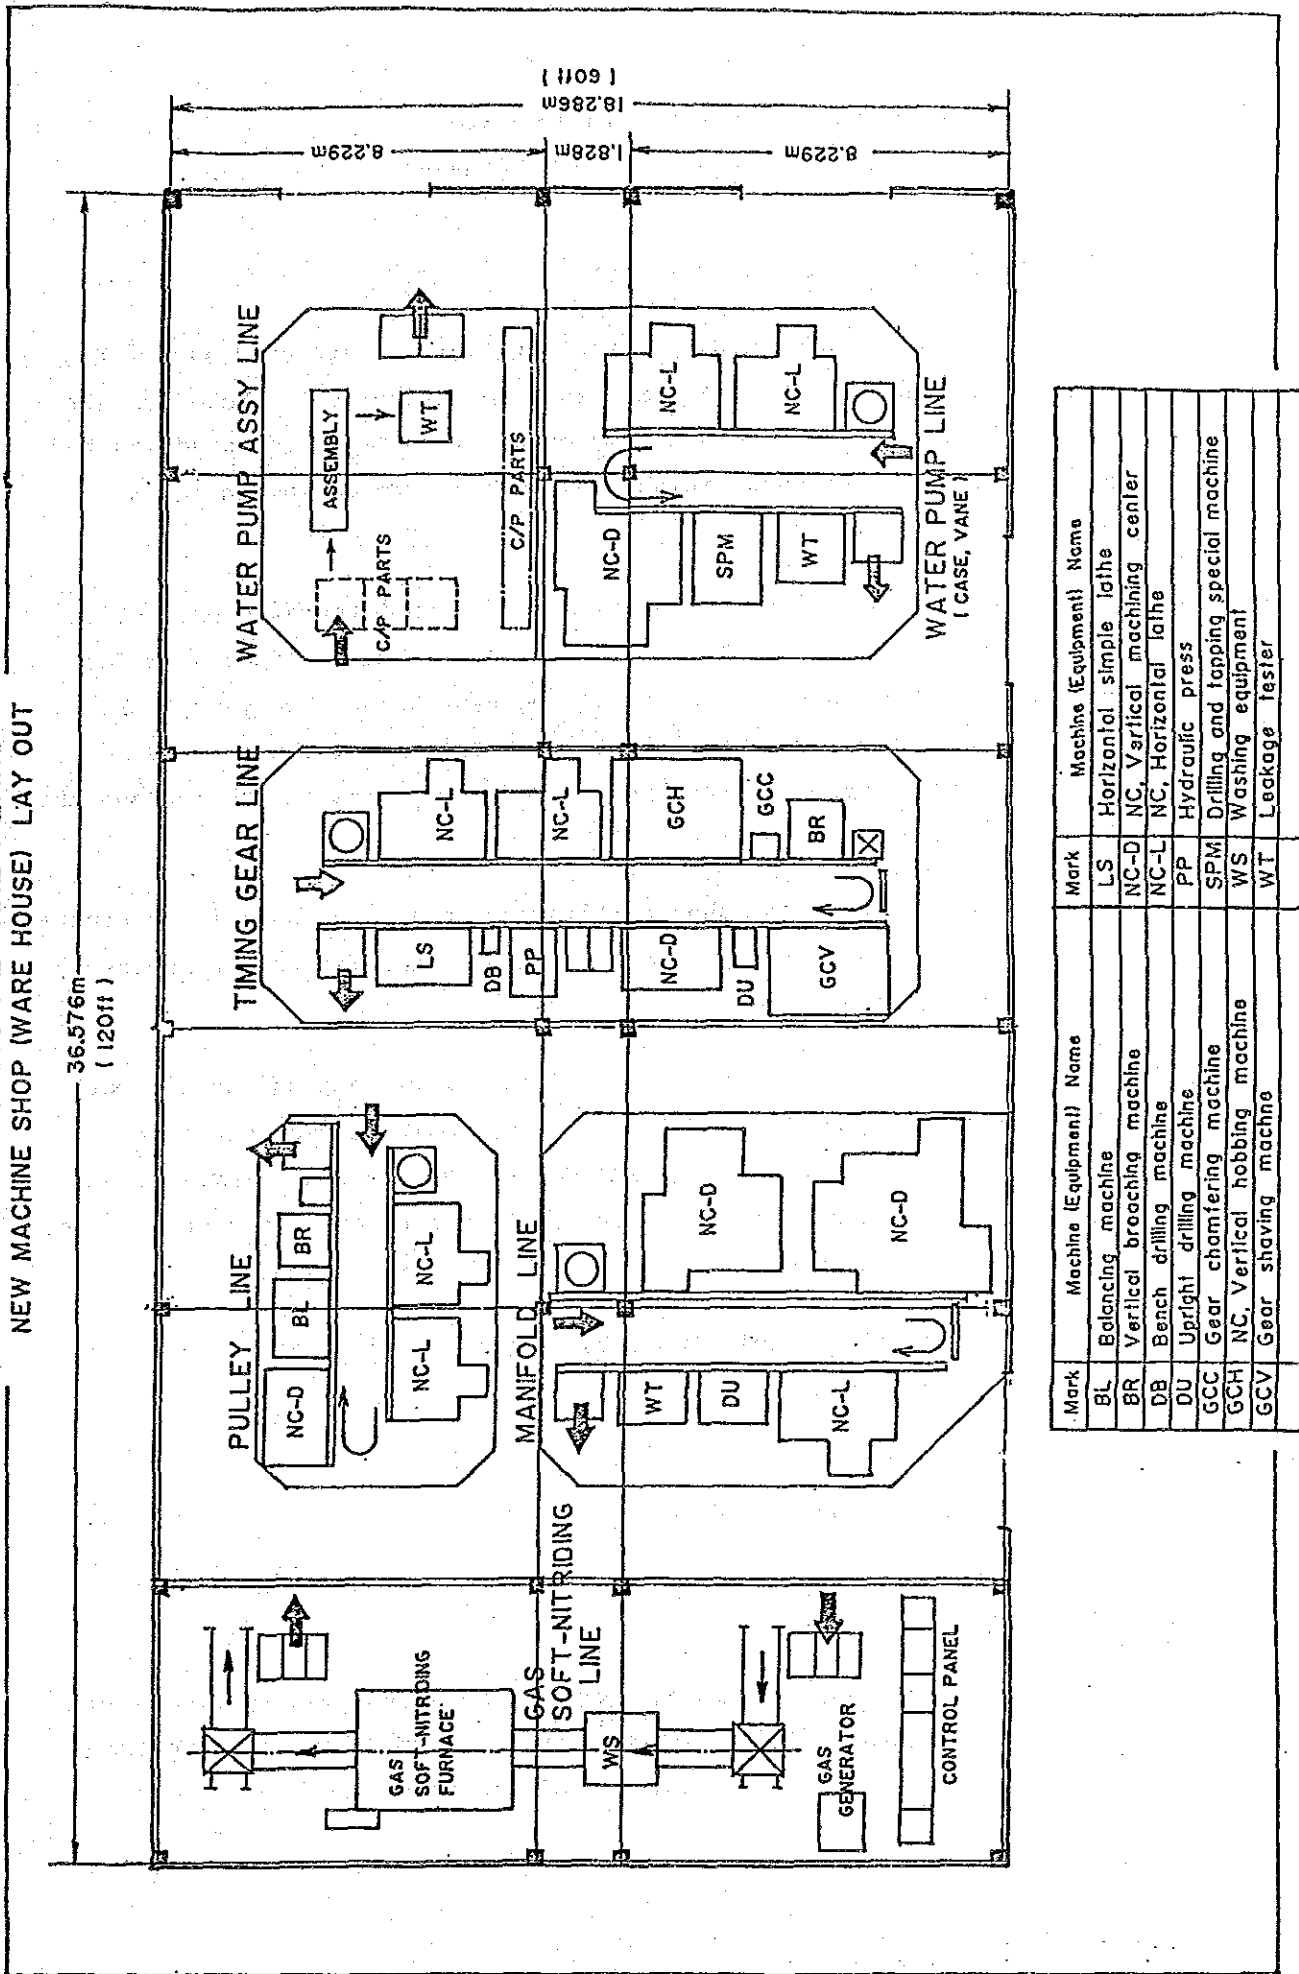 NEW MACHINE SHOP (WARE HOUSE) LAY OUT
36.576m
(120ft)
18.286m
(60ft)
8.229m
1.828m
8.229m
GAS
SOFT-NITRIDING
LINE
GAS
SOFT-NITRIDING
FURNACE
WS
GAS
GENERATOR
CONTROL PANEL
PULLEY LINE
NC-D
BL
BR
NC-L
NC-L
MANIFOLD LINE
WT
DU
NC-L
NC-D
NC-D
TIMING GEAR LINE
LS
DB
PP
NC-D
DU
GCV
NC-L
NC-L
GCH
GCC
BR
WATER PUMP ASSY LINE
C/P PARTS
ASSEMBLY
WT
C/P PARTS
NC-D
SPM
WT
NC-L
NC-L
WATER PUMP LINE
(CASE, VANE)
Mark Machine (Equipment) Name Mark Machine (Equipment) Name
BL Balancing machine LS Horizantal simple lathe
BR Vertical broaching machine NC-D NC, Vartical machining center
DB Bench drilling machine NC-L NC, Horizontal lathe
DU Upright drilling machine PP Hydraulic press
GCC Gear chamfering machine SPM Drilling and tapping special machine
GCH NC, Vertical hobbing machine WS Washing equipment
GCV Gear shaving machne WT Leakage tester